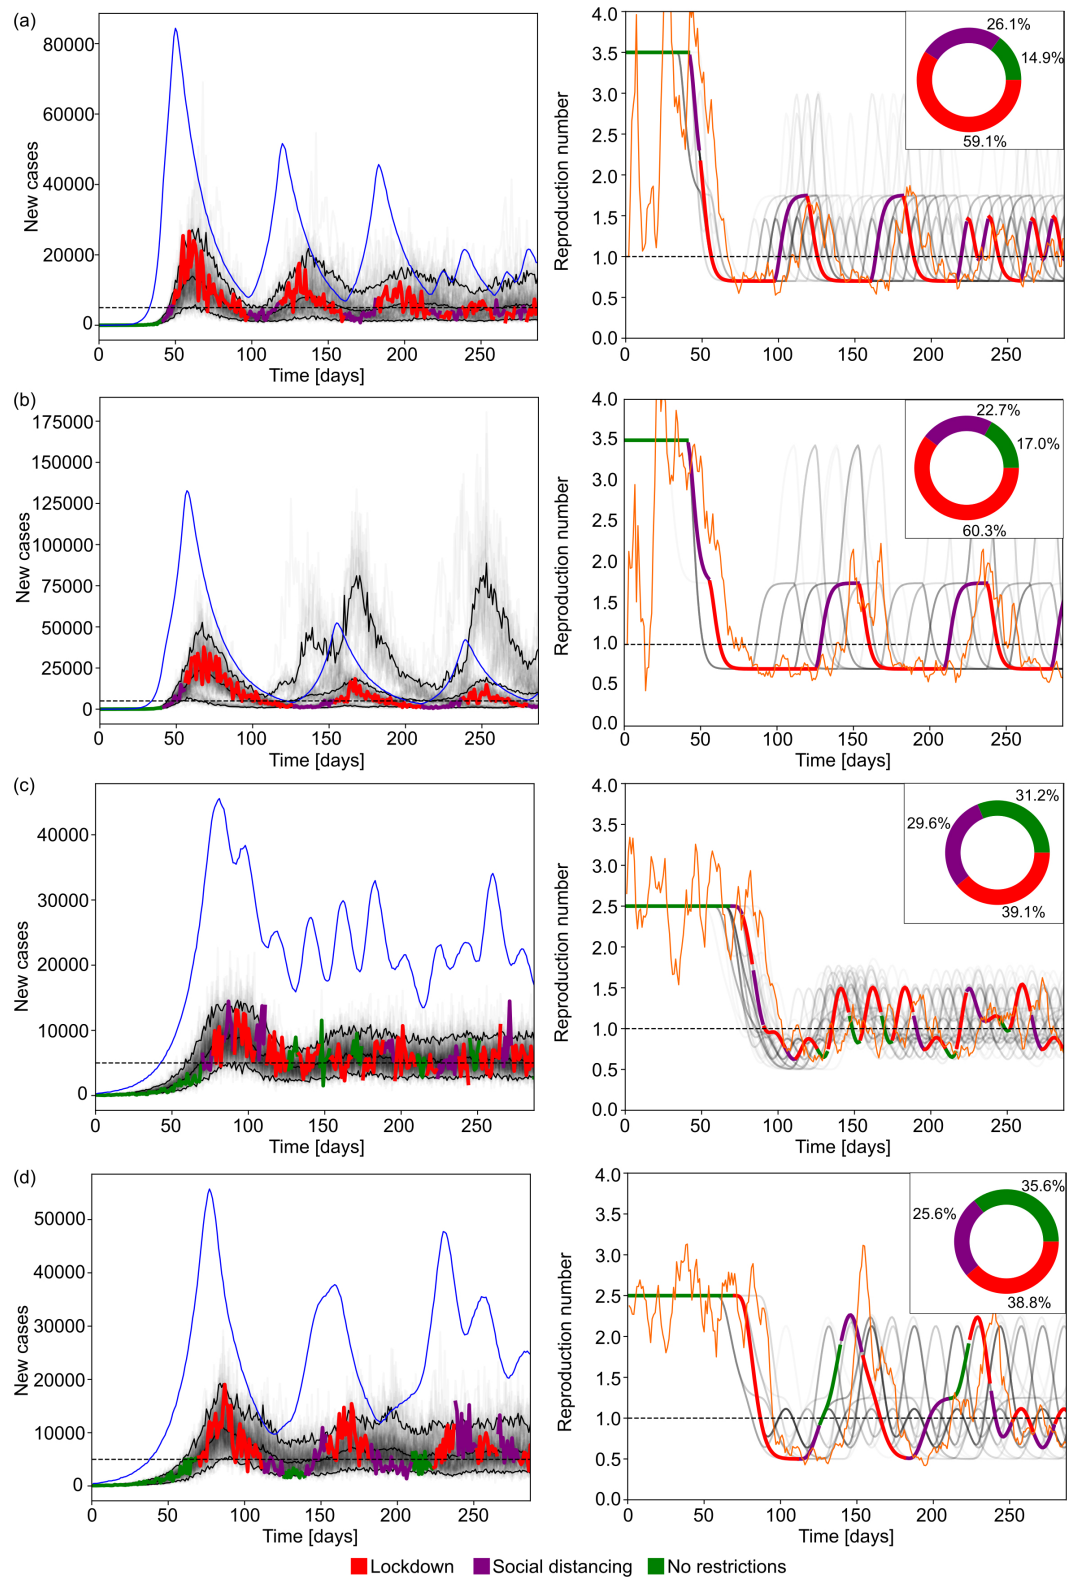 (a)
80000
60000
40000
20000
0
New cases
0 50 100 150 200 250
Time [days]
4.0
3.5
3.0
2.5
2.0
1.5
1.0
0.5
0.0
Reproduction number
0 50 100 150 200 250
Time [days]
26.1%
14.9%
59.1%
(b)
175000
150000
125000
100000
75000
50000
25000
0
New cases
0 50 100 150 200
Time [days]
4.0
3.5
3.0
2.5
2.0
1.5
1.0
0.5
0.0
Reproduction number
0 50 100 150 200 250
Time [days]
22.7%
17.0%
60.3%
(c)
40000
30000
20000
10000
0
New cases
0 50 100 150 200 250
Time [days]
4.0
3.5
3.0
2.5
2.0
1.5
1.0
0.5
0.0
Reproduction number
0 50 100 150 200 250
Time [days]
31.2%
29.6%
39.1%
(d)
50000
40000
30000
20000
10000
0
New cases
0 50 100 150 200 250
Time [days]
4.0
3.5
3.0
2.5
2.0
1.5
1.0
0.5
0.0
Reproduction number
0 50 100 150 200 250
Time [days]
35.6%
25.6%
38.8%
Lockdown Social distancing No restrictions